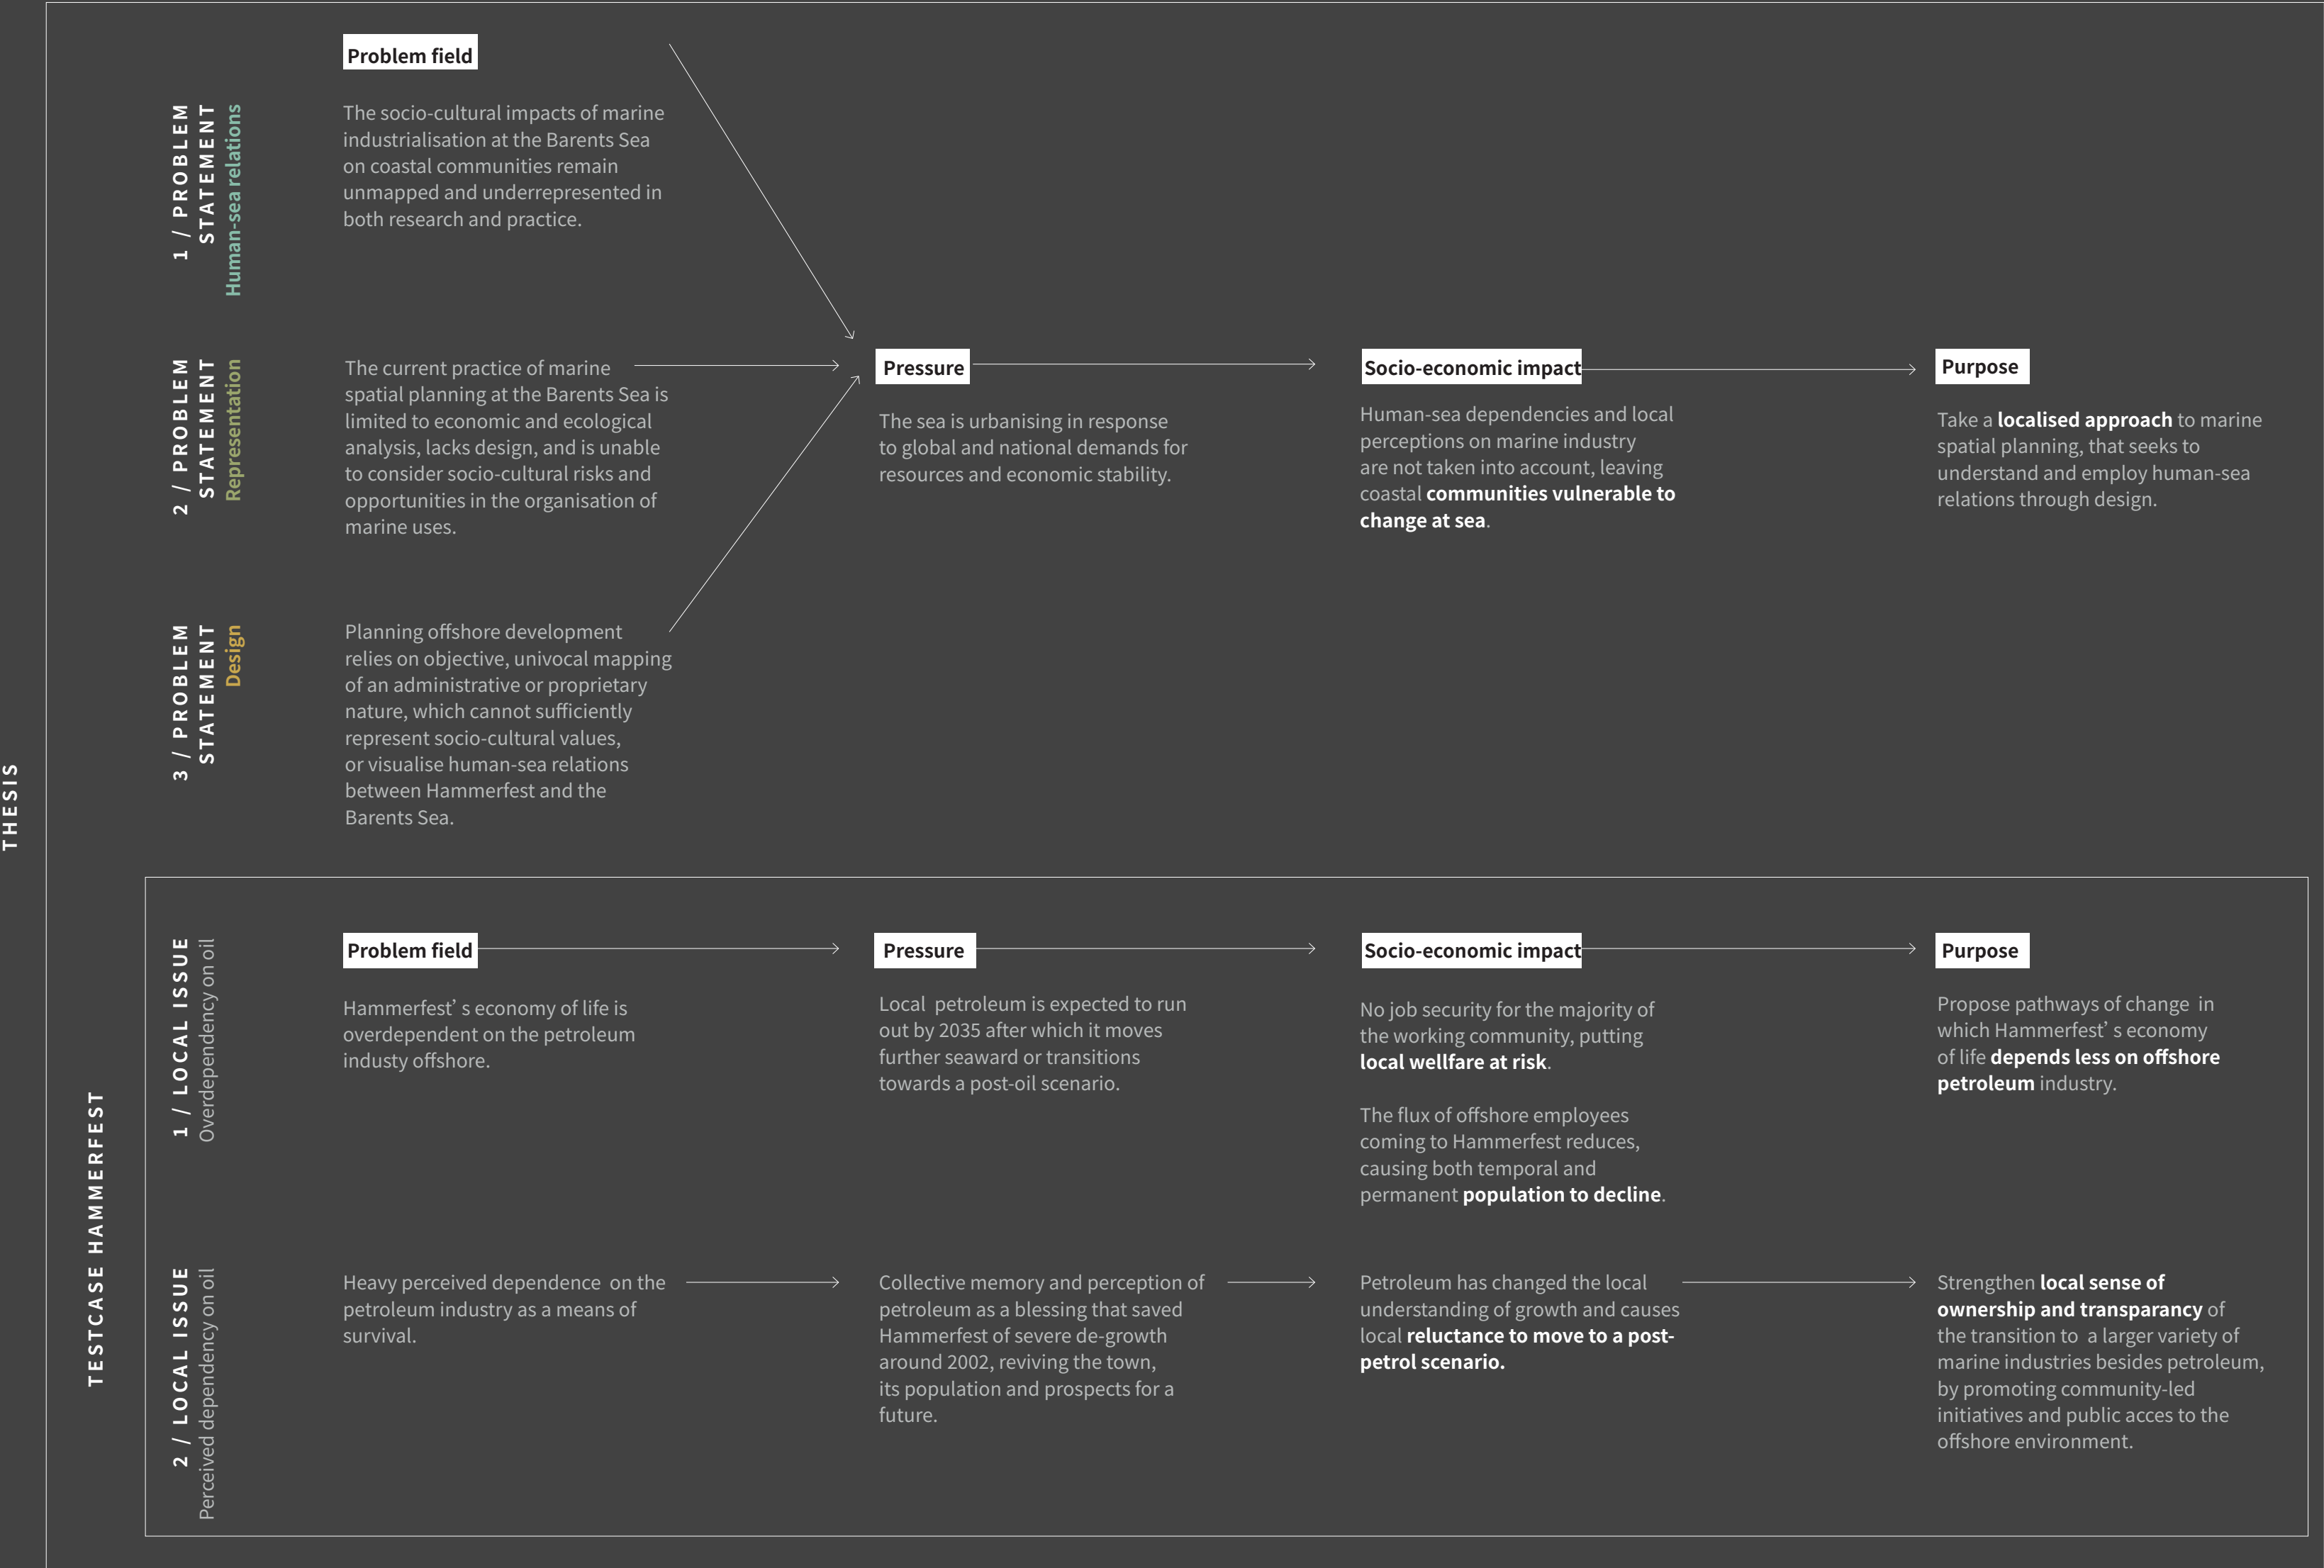 THESIS
1 / PROBLEM
STATEMENT
Human-sea relations
Problem field
The socio-cultural impacts of marine
industrialisation at the Barents Sea
on coastal communities remain
unmapped and underrepresented in
both research and practice.
2 / PROBLEM
STATEMENT
Representation
The current practice of marine
spatial planning at the Barents Sea is
limited to economic and ecological
analysis, lacks design, and is unable
to consider socio-cultural risks and
opportunities in the organisation of
marine uses.
3 / PROBLEM
STATEMENT
Design
Planning offshore development
relies on objective, univocal mapping
of an administrative or proprietary
nature, which cannot sufficiently
represent socio-cultural values,
or visualise human-sea relations
between Hammerfest and the
Barents Sea.
Pressure
The sea is urbanising in response
to global and national demands for
resources and economic stability.
Socio-economic impact
Human-sea dependencies and local
perceptions on marine industry
are not taken into account, leaving
coastal communities vulnerable to
change at sea.
Purpose
Take a localised approach to marine
spatial planning, that seeks to
understand and employ human-sea
relations through design.
TESTCASE HAMMERFEST
1 / LOCAL ISSUE
Overdependency on oil
Problem field
Hammerfest’ s economy of life is
overdependent on the petroleum
industy offshore.
Pressure
Local  petroleum is expected to run
out by 2035 after which it moves
further seaward or transitions
towards a post-oil scenario.
Socio-economic impact
No job security for the majority of
the working community, putting
local wellfare at risk.
The flux of offshore employees
coming to Hammerfest reduces,
causing both temporal and
permanent population to decline.
Purpose
Propose pathways of change  in
which Hammerfest’ s economy
of life depends less on offshore
petroleum industry.
2 / LOCAL ISSUE
Perceived dependency on oil
Heavy perceived dependence  on the
petroleum industry as a means of
survival.
Collective memory and perception of
petroleum as a blessing that saved
Hammerfest of severe de-growth
around 2002, reviving the town,
its population and prospects for a
future.
Petroleum has changed the local
understanding of growth and causes
local reluctance to move to a post-
petrol scenario.
Strengthen local sense of
ownership and transparancy of
the transition to  a larger variety of
marine industries besides petroleum,
by promoting community-led
initiatives and public acces to the
offshore environment.